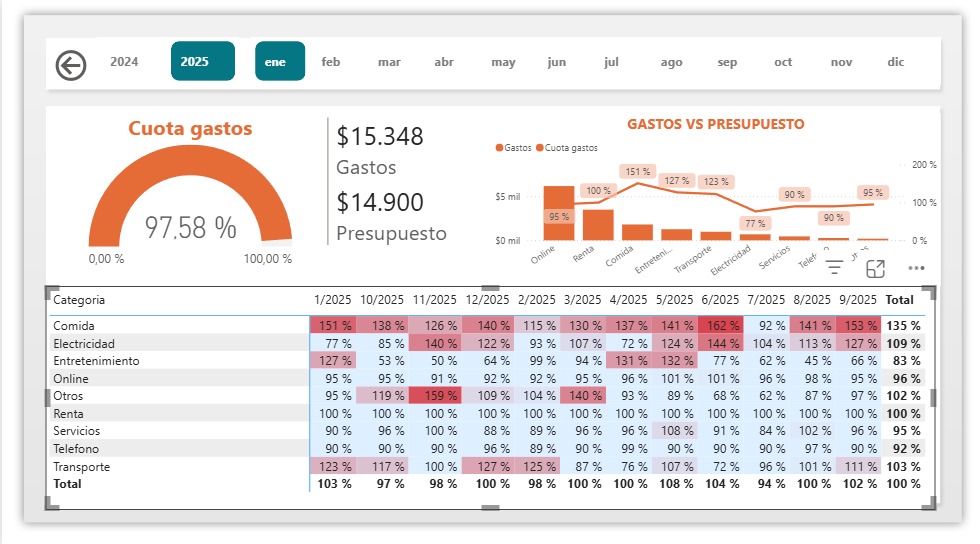 2024 2025 ene feb mar abr may jun jul ago sep oct nov dic
Cuota gastos
97,58 %
0,00 % 100,00 %
$15.348
Gastos
$14.900
Presupuesto
GASTOS VS PRESUPUESTO
Gastos Cuota gastos
200 %
$5 mil 100 %
$0 mil 0 %
95 % 100 % 151 % 127 % 123 % 77 % 90 % 90 % 95 %
Online Renta Comida Entreteni... Transporte Electricidad Servicios
Categoria 1/2025 10/2025 11/2025 12/2025 2/2025 3/2025 4/2025 5/2025 6/2025 7/2025 8/2025 9/2025 Total
Comida 151 % 138 % 126 % 140 % 115 % 130 % 137 % 141 % 162 % 92 % 141 % 153 % 135 %
Electricidad 77 % 85 % 140 % 122 % 93 % 107 % 72 % 124 % 144 % 104 % 113 % 127 % 109 %
Entretenimiento 127 % 53 % 50 % 64 % 99 % 94 % 131 % 132 % 77 % 62 % 45 % 66 % 83 %
Online 95 % 95 % 91 % 92 % 92 % 95 % 96 % 101 % 101 % 96 % 98 % 95 % 96 %
Otros 95 % 119 % 159 % 109 % 104 % 140 % 93 % 89 % 68 % 62 % 87 % 97 % 102 %
Renta 100 % 100 % 100 % 100 % 100 % 100 % 100 % 100 % 100 % 100 % 100 % 100 % 100 %
Servicios 90 % 96 % 100 % 88 % 89 % 96 % 96 % 108 % 91 % 84 % 102 % 96 % 95 %
Telefono 90 % 90 % 90 % 96 % 89 % 90 % 99 % 90 % 90 % 90 % 97 % 90 % 92 %
Transporte 123 % 117 % 100 % 127 % 125 % 87 % 76 % 107 % 72 % 96 % 101 % 111 % 103 %
Total 103 % 97 % 98 % 100 % 98 % 100 % 100 % 108 % 104 % 94 % 100 % 102 % 100 %